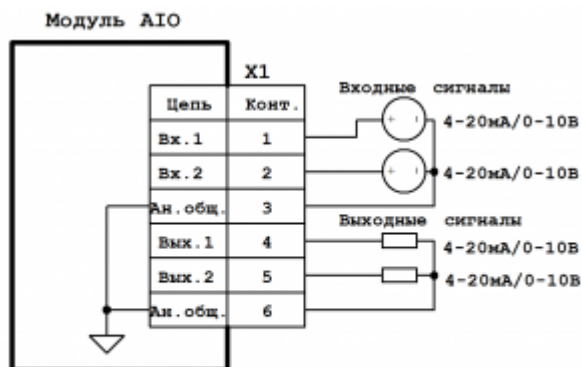 Модуль AIO
X1
Входные сигналы
Цепь Конт.
Вх.1 1 4-20мА/0-10В
Вх.2 2 4-20мА/0-10В
Ан.общ. 3
Выходные сигналы
Вых.1 4 4-20мА/0-10В
Вых.2 5 4-20мА/0-10В
Ан.общ. 6